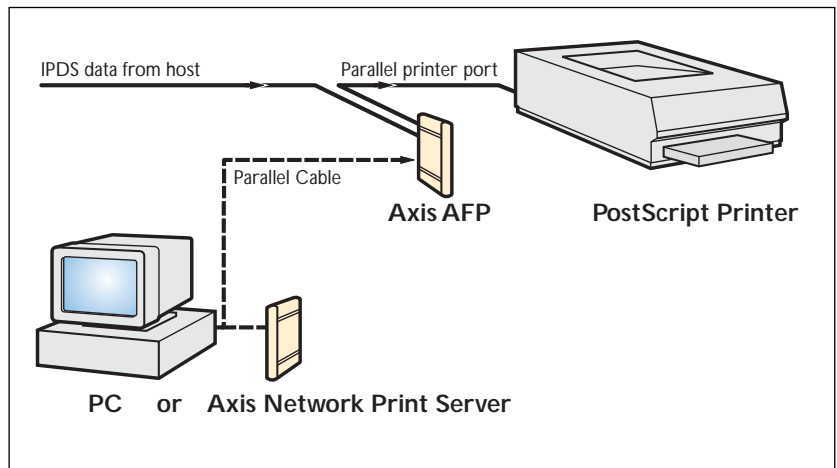 IPDS data from host
Parallel printer port
Parallel Cable
Axis AFP
PostScript Printer
PC or Axis Network Print Server